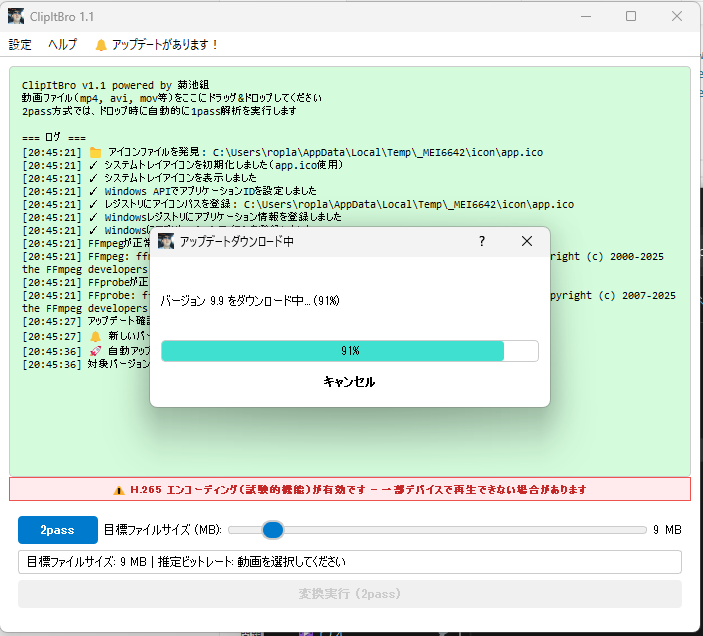 ClipItBro 1.1
設定 ヘルプ 🔔 アップデートがあります！
ClipItBro v1.1 powered by 菊池組
動画ファイル(mp4, avi, mov等)をここにドラッグ&ドロップしてください
2pass方式では、ドロップ時に自動的に1pass解析を実行します
=== ログ ===
[20:45:21] 📁 アイコンファイルを発見: C:\Users\ropla\AppData\Local\Temp\_MEI6642\icon\app.ico
[20:45:21] ✓ システムトレイアイコンを初期化しました(app.ico使用)
[20:45:21] ✓ システムトレイアイコンを表示しました
[20:45:21] ✓ Windows APIでアプリケーションIDを設定しました
[20:45:21] ✓ レジストリにアイコンパスを登録: C:\Users\ropla\AppData\Local\Temp\_MEI6642\icon\app.ico
[20:45:21] ✓ Windowsレジストリにアプリケーション情報を登録しました
[20:45:21] ✓ Windows
[20:45:21] FFmpegが正常
[20:45:21] FFmpeg: ffm right (c) 2000-2025
the FFmpeg developers
[20:45:21] FFprobeが正
[20:45:21] FFprobe: f pyright (c) 2007-2025
the FFmpeg developers
[20:45:27] アップデート確認
[20:45:27] 🔔 新しいバー
[20:45:36] 🚀 自動アップ
[20:45:36] 対象バージョン
アップデートダウンロード中 ?
バージョン 9.9 をダウンロード中... (91%)
91%
キャンセル
⚠ H.265 エンコーディング(試験的機能)が有効です - 一部デバイスで再生できない場合があります
2pass 目標ファイルサイズ (MB): 9 MB
目標ファイルサイズ: 9 MB | 推定ビットレート: 動画を選択してください
変換実行 (2pass)